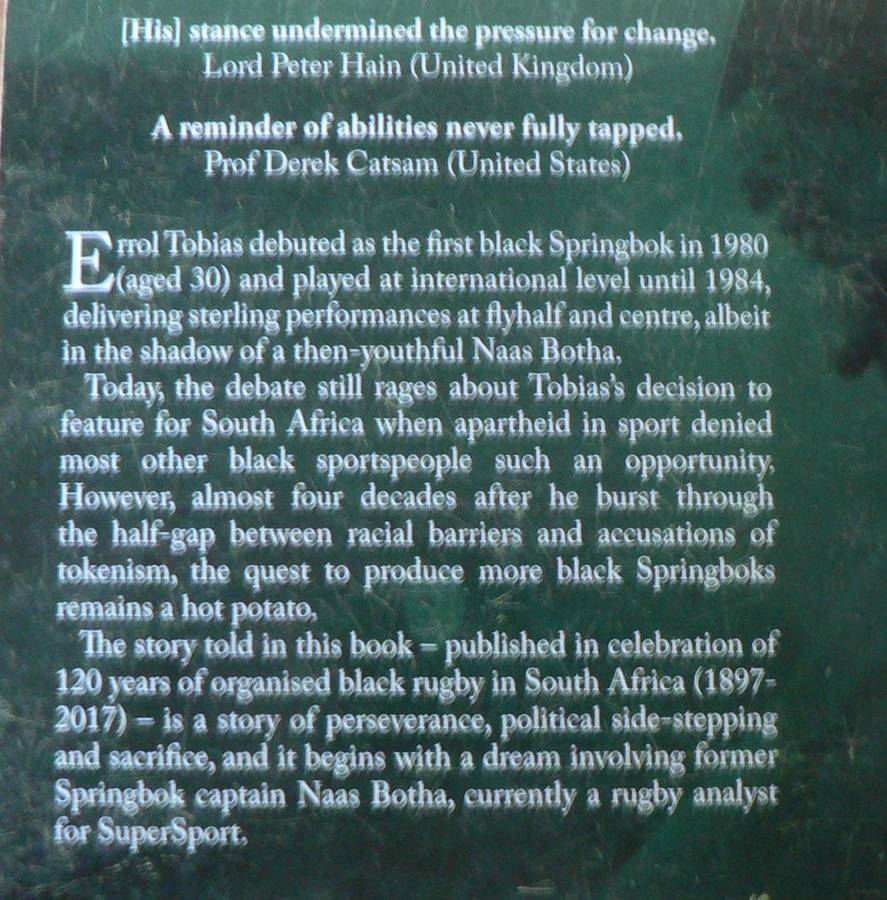 [His] stance undermined the pressure for change.
Lord Peter Hain (United Kingdom)
A reminder of abilities never fully tapped.
Prof Derek Catsam (United States)
Errol Tobias debuted as the first black Springbok in 1980
(aged 30) and played at international level until 1984,
delivering sterling performances at flyhalf and centre, albeit
in the shadow of a then-youthful Naas Botha.
Today, the debate still rages about Tobias's decision to
feature for South Africa when apartheid in sport denied
most other black sportspeople such an opportunity.
However, almost four decades after he burst through
the half-gap between racial barriers and accusations of
tokenism, the quest to produce more black Springboks
remains a hot potato.
The story told in this book – published in celebration of
120 years of organised black rugby in South Africa (1897-
2017) – is a story of perseverance, political side-stepping
and sacrifice, and it begins with a dream involving former
Springbok captain Naas Botha, currently a rugby analyst
for SuperSport.